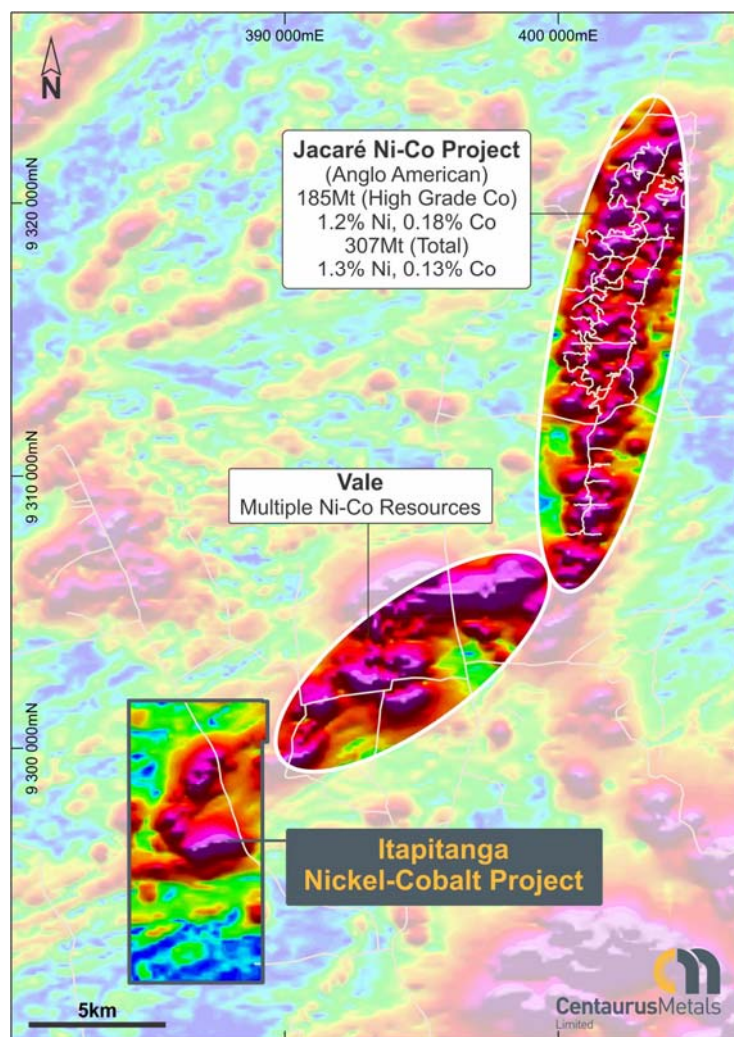 390 000mE
400 000mE
N
Jacaré Ni-Co Project
(Anglo American)
185Mt (High Grade Co)
1.2% Ni, 0.18% Co
307Mt (Total)
1.3% Ni, 0.13% Co
9 320 000mN
9 310 000mN
Vale
Multiple Ni-Co Resources
9 300 000mN
Itapitanga
Nickel-Cobalt Project
5km
CentaurusMetals
Limited